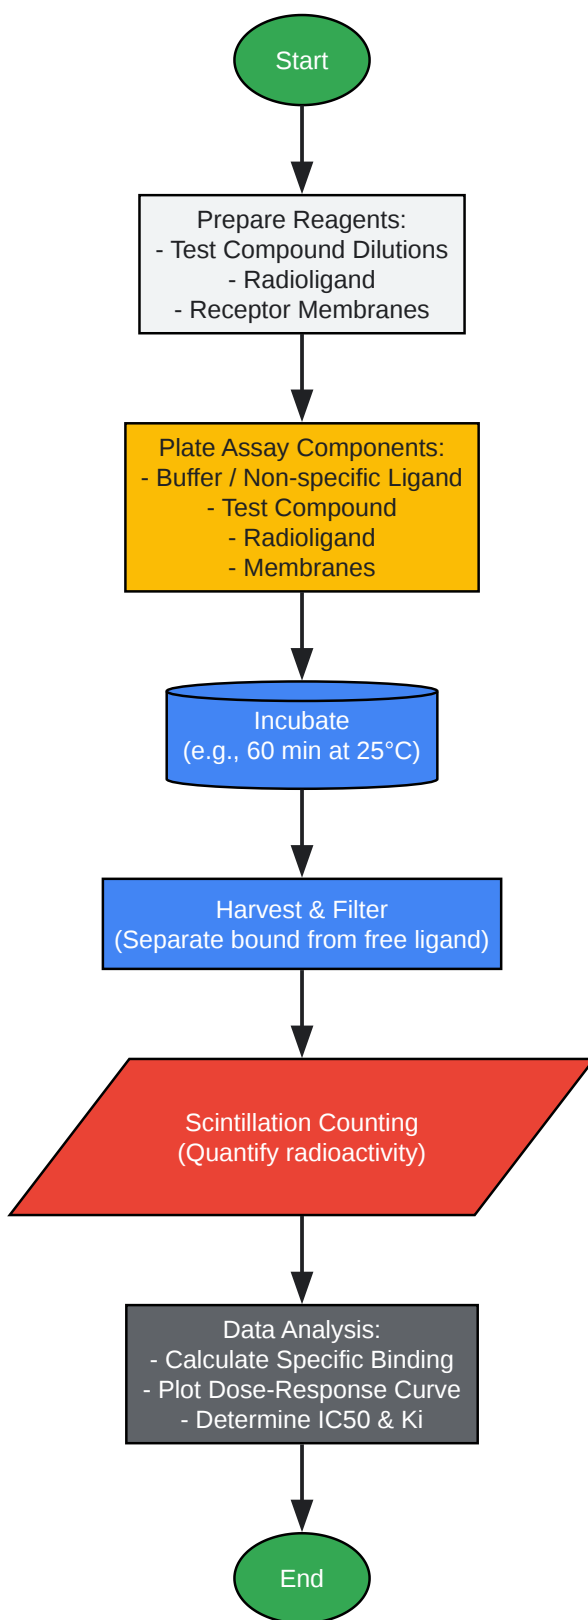 Start
Prepare Reagents:
- Test Compound Dilutions
- Radioligand
- Receptor Membranes
Plate Assay Components:
- Buffer / Non-specific Ligand
- Test Compound
- Radioligand
- Membranes
Incubate
(e.g., 60 min at 25°C)
Harvest & Filter
(Separate bound from free ligand)
Scintillation Counting
(Quantify radioactivity)
Data Analysis:
- Calculate Specific Binding
- Plot Dose-Response Curve
- Determine IC50 & Ki
End